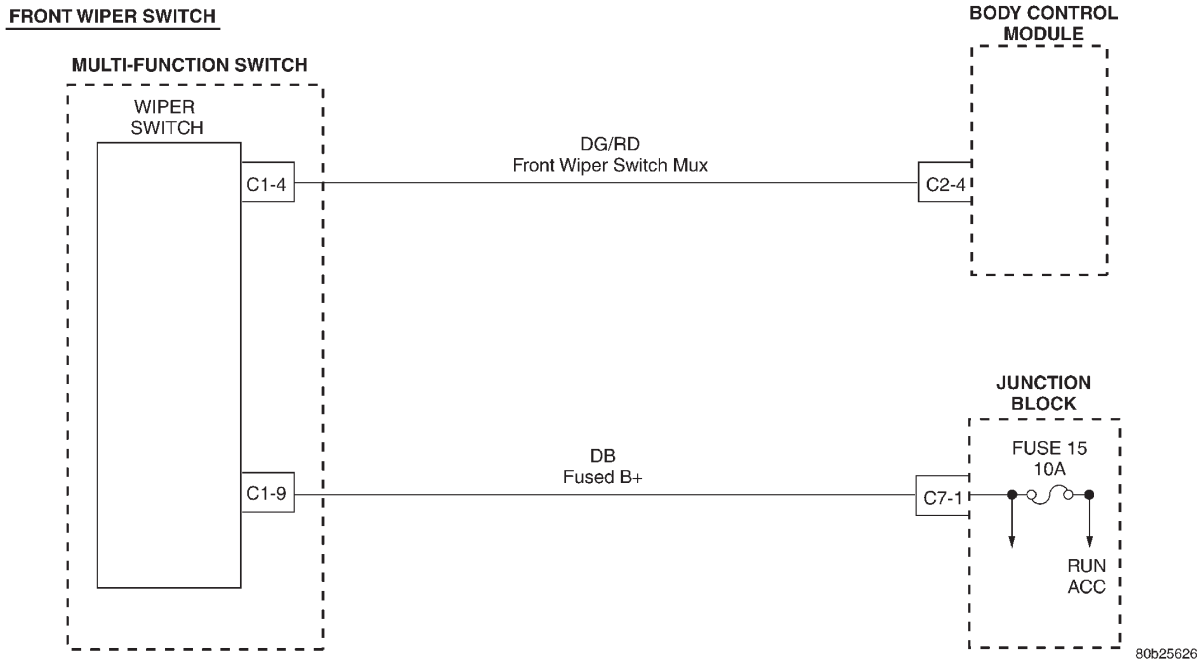 FRONT WIPER SWITCH
BODY CONTROL
MODULE
MULTI-FUNCTION SWITCH
WIPER
SWITCH
DG/RD
Front Wiper Switch Mux
C1-4
C2-4
JUNCTION
BLOCK
FUSE 15
10A
DB
Fused B+
C1-9
C7-1
RUN
ACC
80b25626